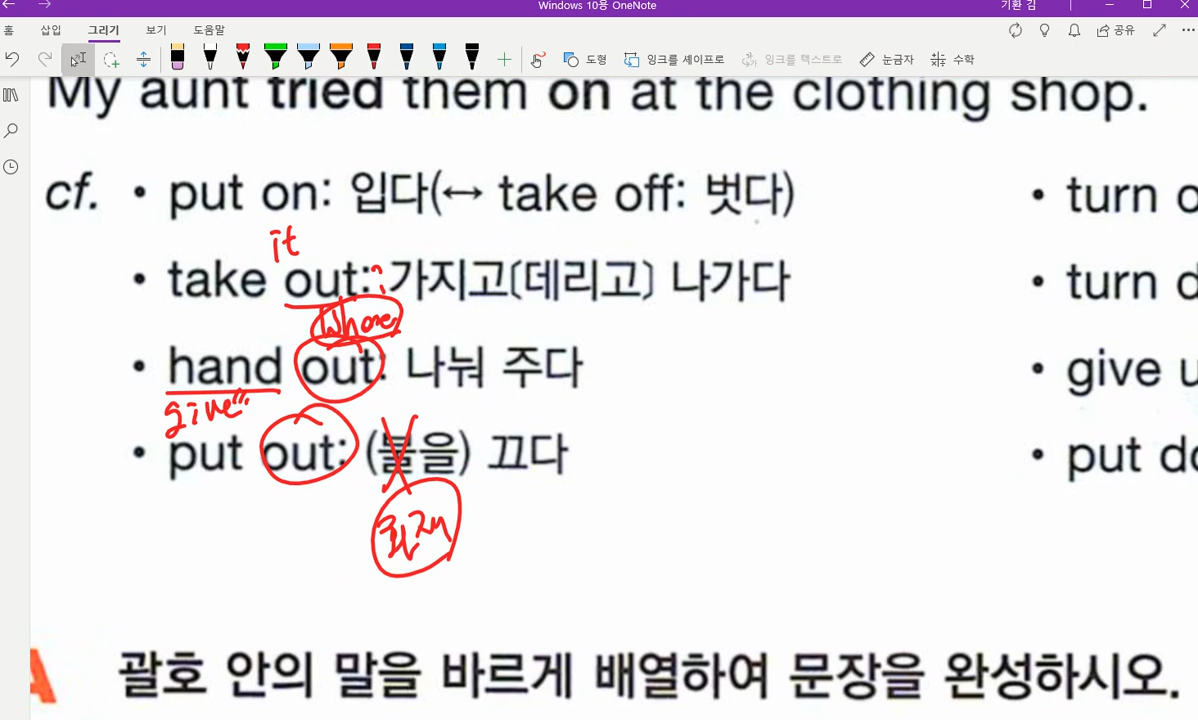 Windows 10용 OneNote
기환 김
홈 삽입 그리기 보기 도움말
공유
도형 잉크를 셰이프로 잉크를 텍스트로 눈금자 수학
My aunt tried them on at the clothing shop.
cf. • put on: 입다(↔ take off: 벗다) • turn o
it
• take out: 가지고[데리고] 나가다 • turn d
• hand out: 나눠 주다 • give u
give
• put out: (불을) 끄다 • put do
화재
A 괄호 안의 말을 바르게 배열하여 문장을 완성하시오.